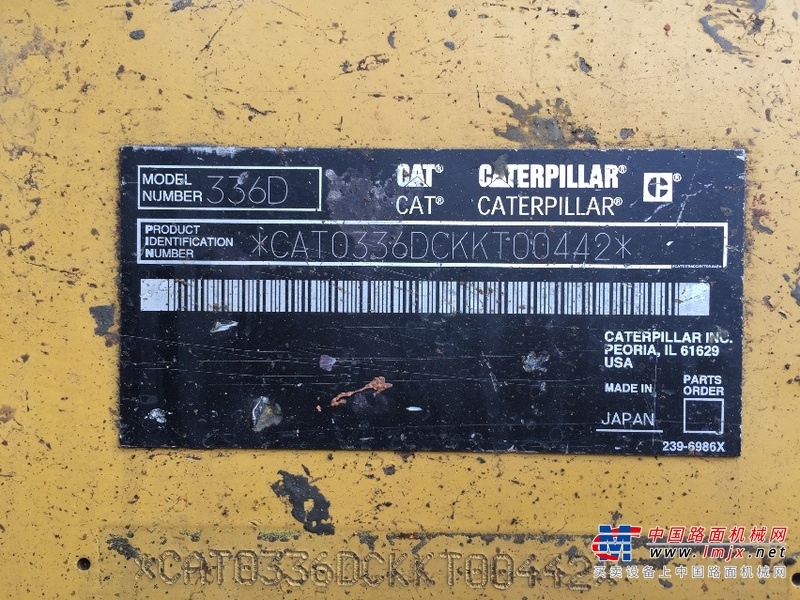 MODEL NUMBER 336D
CAT® CATERPILLAR® ®
CAT® CATERPILLAR®
PRODUCT IDENTIFICATION NUMBER *CAT0336DCKKT00442*
CATERPILLAR INC.
PEORIA, IL 61629
USA
MADE IN
JAPAN
PARTS ORDER
239-6986X
*CAT0336DCKKT00442*
中国路面机械网
www.lmjx.net
买卖设备上中国路面机械网